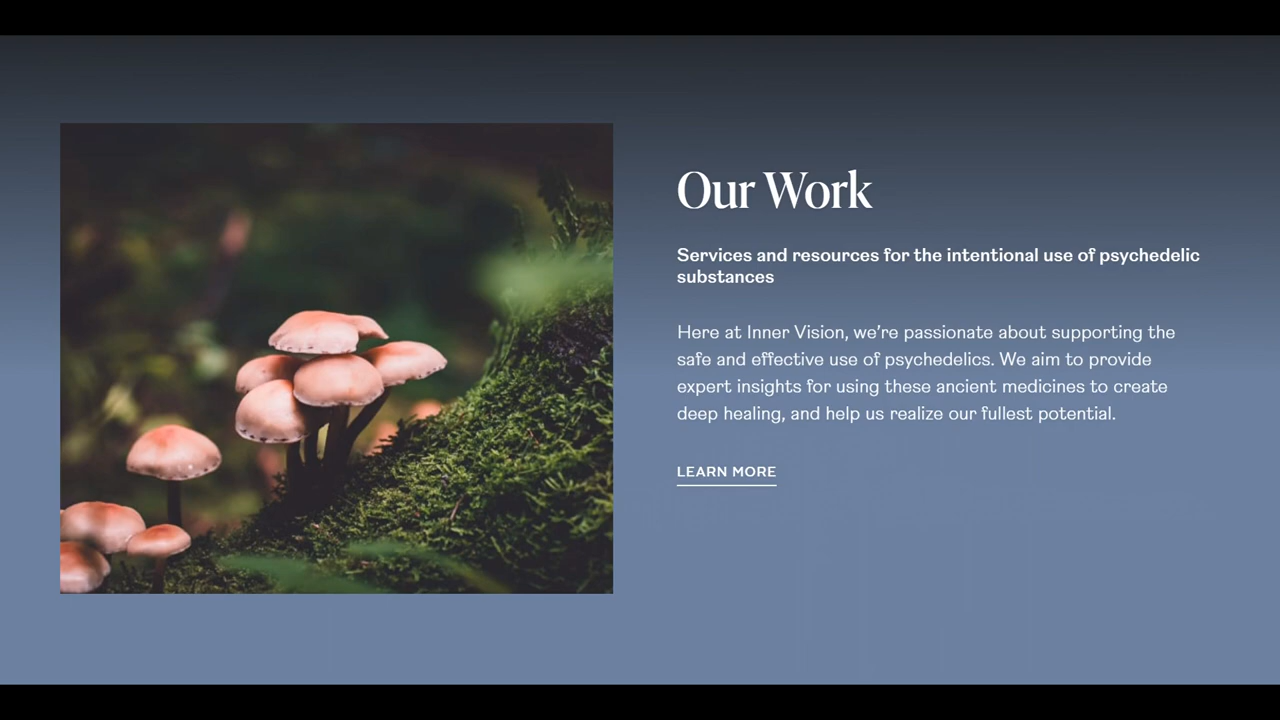 Our Work
Services and resources for the intentional use of psychedelic
substances
Here at Inner Vision, we’re passionate about supporting the
safe and effective use of psychedelics. We aim to provide
expert insights for using these ancient medicines to create
deep healing, and help us realize our fullest potential.
LEARN MORE